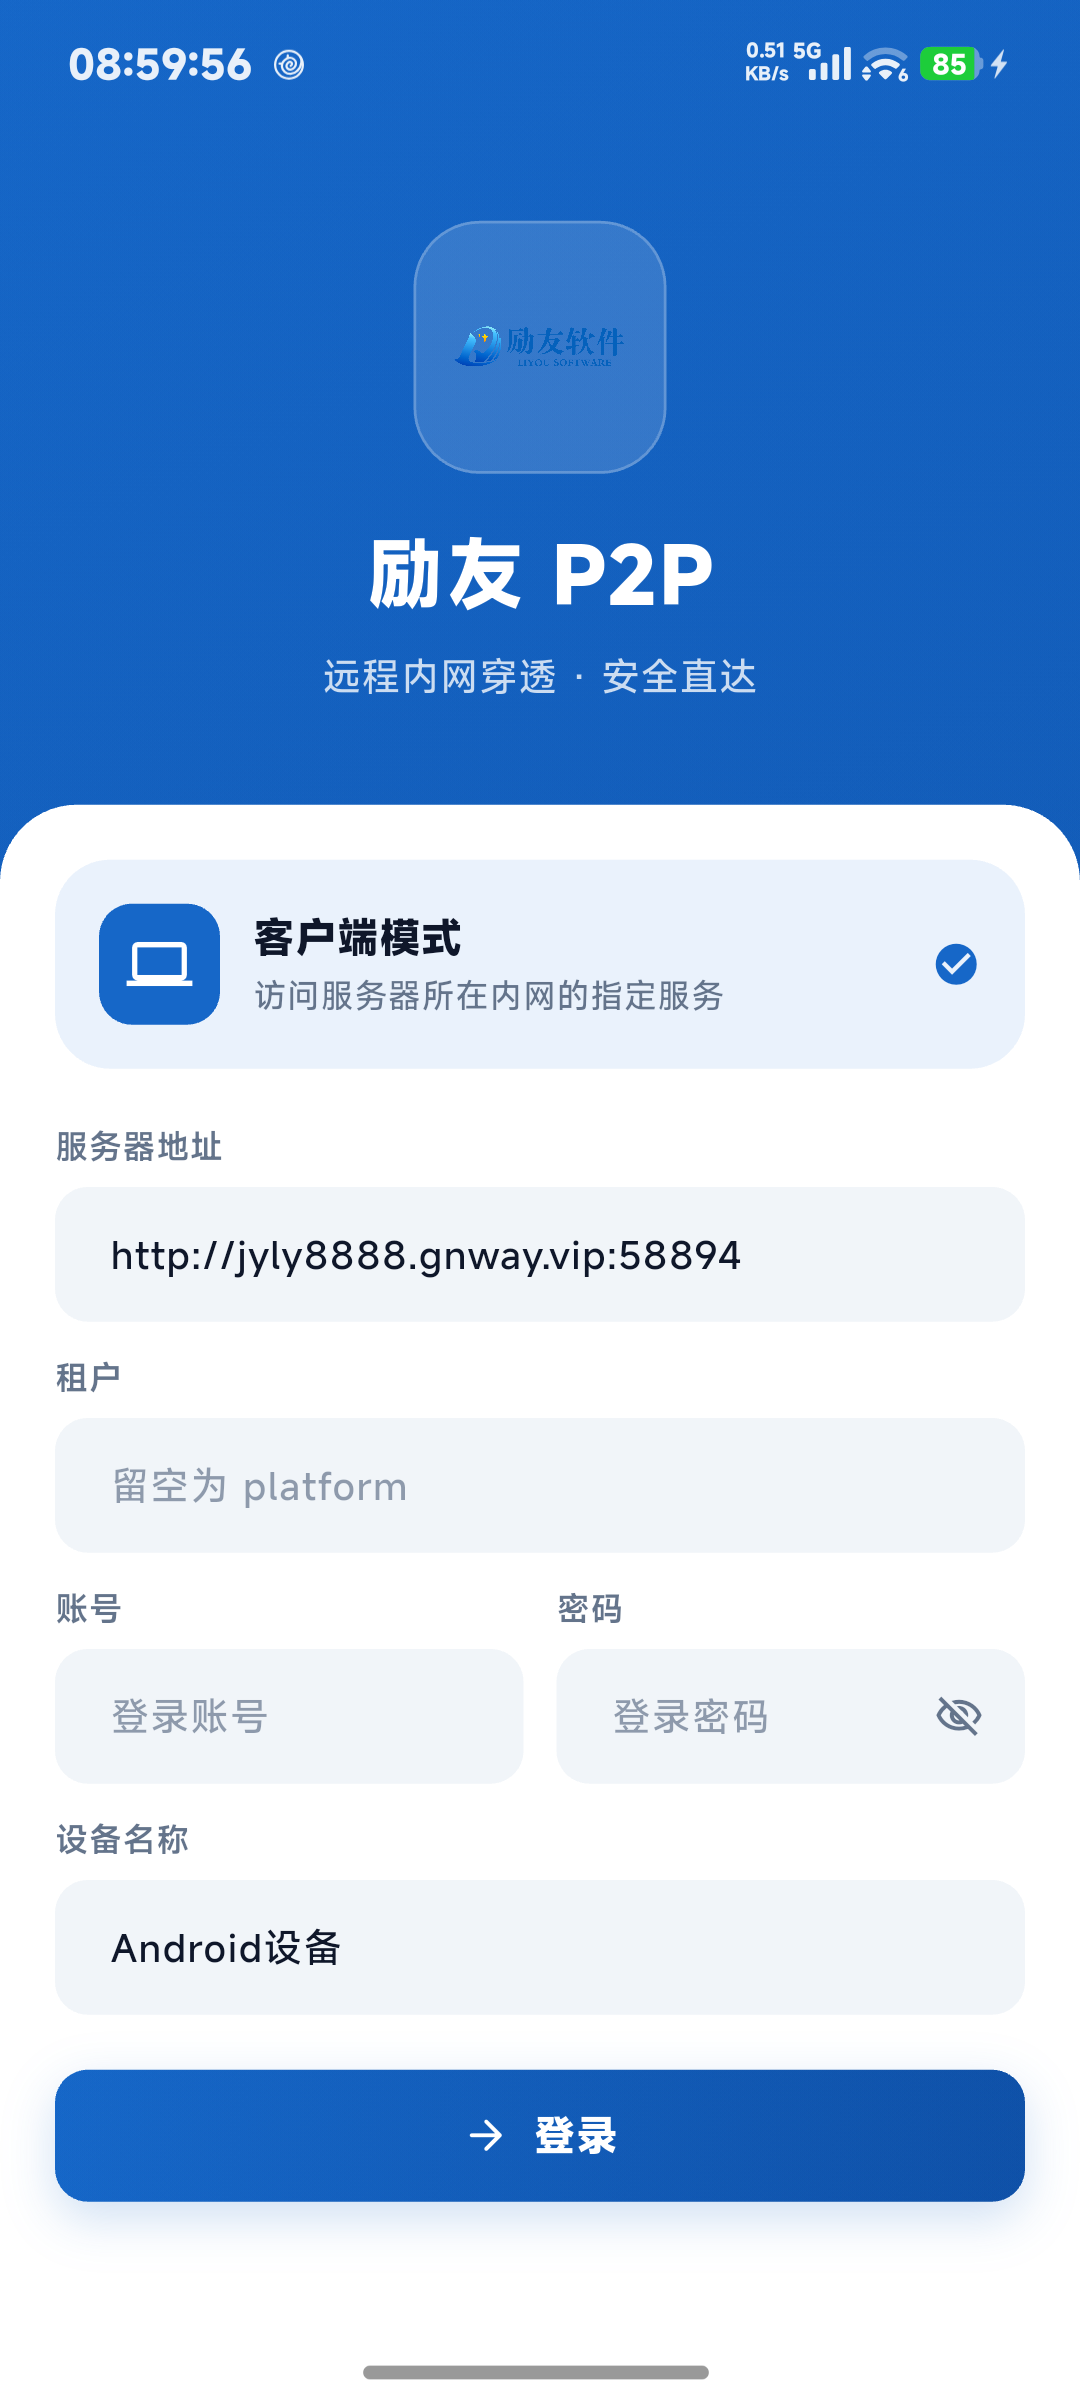 08:59:56
0.51 KB/s 5G 6 85
励友软件
LIYOU SOFTWARE
励友 P2P
远程内网穿透 · 安全直达
客户端模式
访问服务器所在内网的指定服务
服务器地址
http://jyly8888.gnway.vip:58894
租户
留空为 platform
账号 密码
登录账号 登录密码
设备名称
Android设备
登录